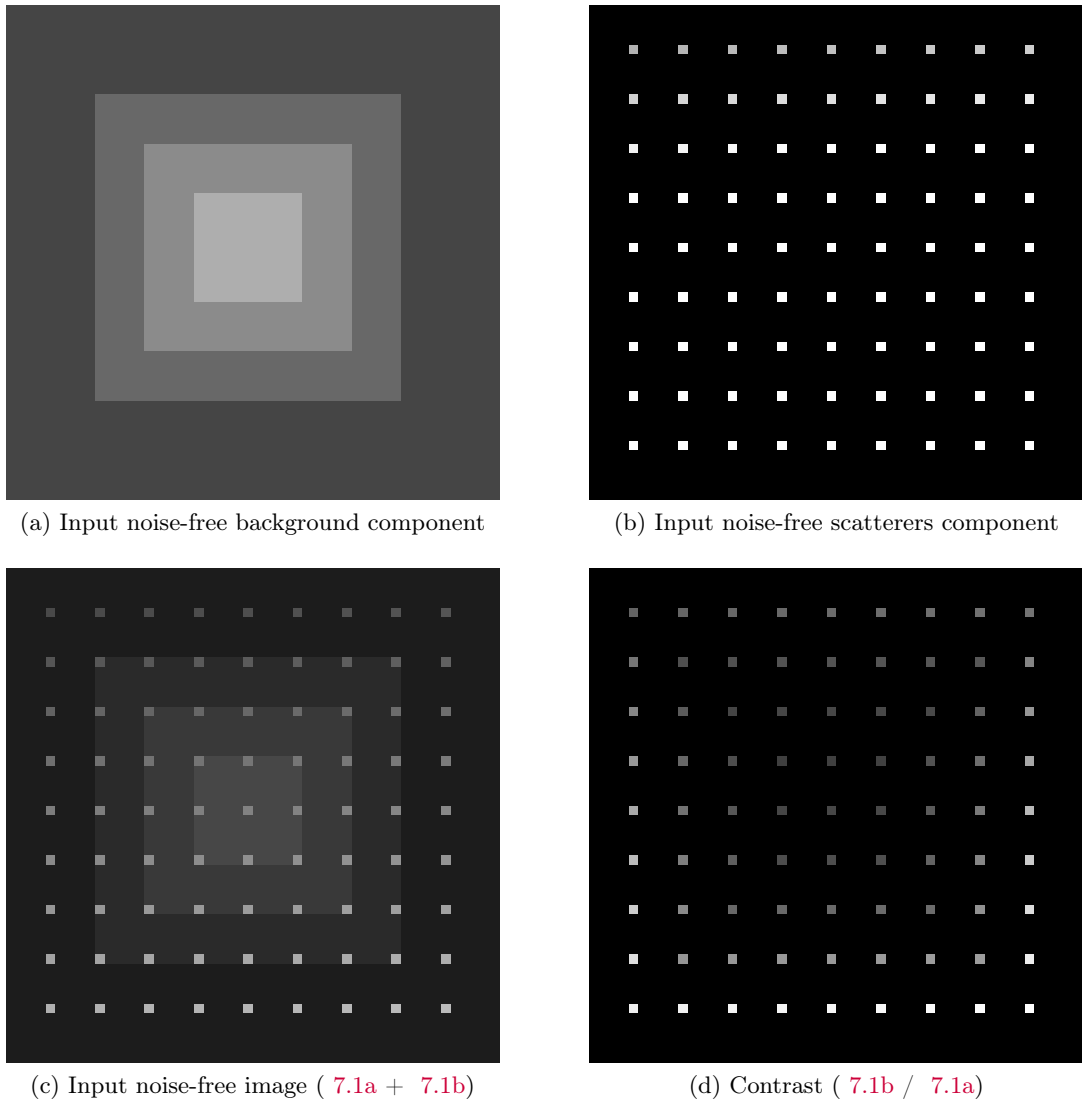 (a) Input noise-free background component
(b) Input noise-free scatterers component
(c) Input noise-free image ( 7.1a + 7.1b)
(d) Contrast ( 7.1b / 7.1a)